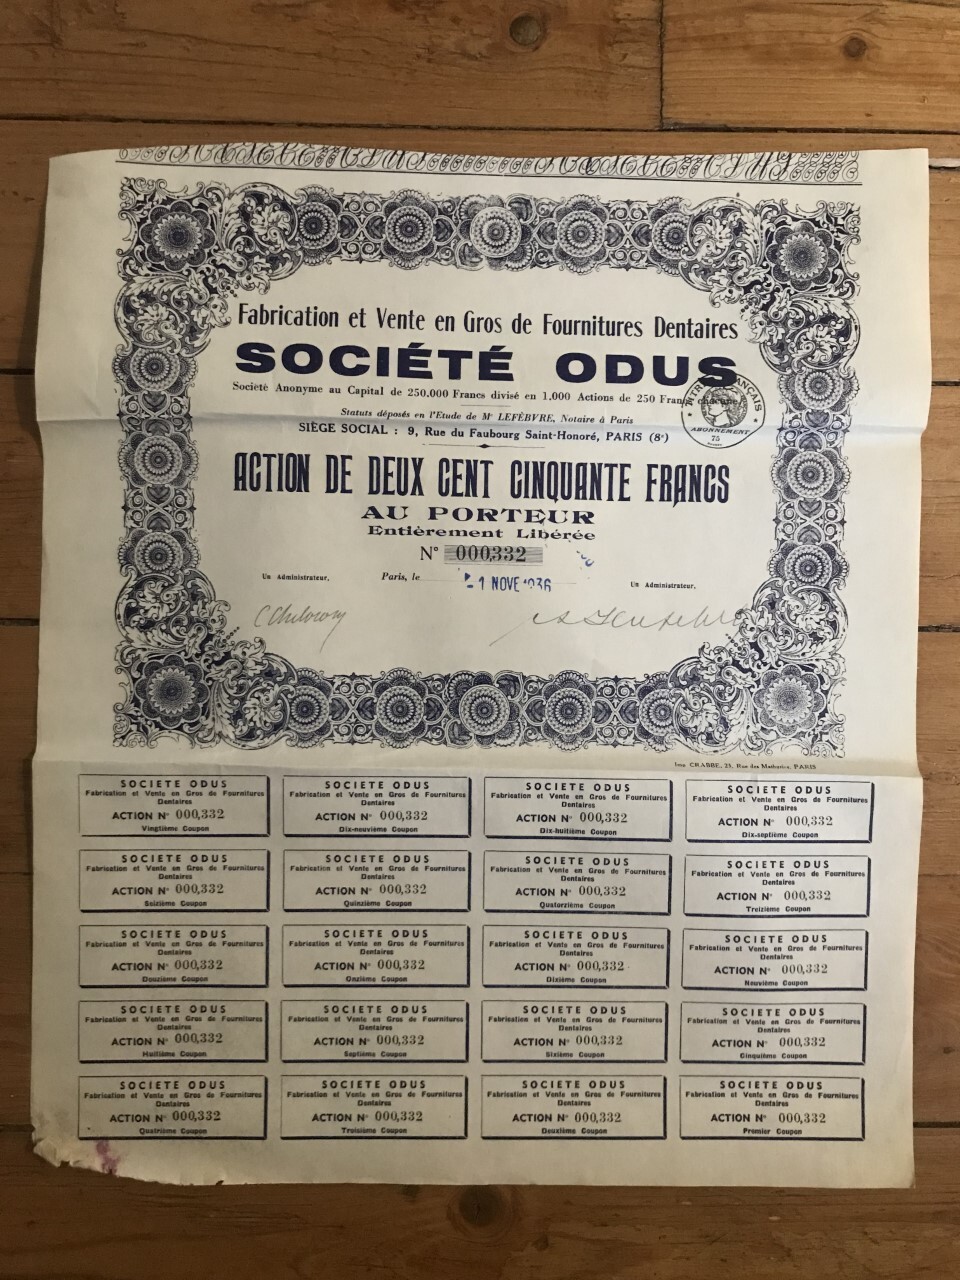 Fabrication et Vente en Gros de Fournitures Dentaires
SOCIÉTÉ ODUS
Société Anonyme au Capital de 250.000 Francs divisé en 1.000 Actions de 250 Francs chacune
Statuts déposés en l'Etude de Me LEFÈBVRE, Notaire à Paris
SIÈGE SOCIAL : 9, Rue du Faubourg Saint-Honoré, PARIS (8e)
ABONNEMENT
75
ACTION DE DEUX CENT CINQUANTE FRANCS
AU PORTEUR
Entièrement Libérée
N° 000,332
Un Administrateur, Paris, le 1 NOVE 1936 Un Administrateur,
Imp. CRABBE, 23, Rue des Mathurins, PARIS
SOCIETE ODUS SOCIETE ODUS SOCIETE ODUS SOCIETE ODUS
Fabrication et Vente en Gros de Fournitures Fabrication et Vente en Gros de Fournitures Fabrication et Vente en Gros de Fournitures Fabrication et Vente en Gros de Fournitures
Dentaires Dentaires Dentaires Dentaires
ACTION N° 000,332 ACTION N° 000,332 ACTION N° 000,332 ACTION N° 000,332
Vingtième Coupon Dix-neuvième Coupon Dix-huitième Coupon Dix-septième Coupon
SOCIETE ODUS SOCIETE ODUS SOCIETE ODUS SOCIETE ODUS
Fabrication et Vente en Gros de Fournitures Fabrication et Vente en Gros de Fournitures Fabrication et Vente en Gros de Fournitures Fabrication et Vente en Gros de Fournitures
Dentaires Dentaires Dentaires Dentaires
ACTION N° 000,332 ACTION N° 000,332 ACTION N° 000,332 ACTION N° 000,332
Seizième Coupon Quinzième Coupon Quatorzième Coupon Treizième Coupon
SOCIETE ODUS SOCIETE ODUS SOCIETE ODUS SOCIETE ODUS
Fabrication et Vente en Gros de Fournitures Fabrication et Vente en Gros de Fournitures Fabrication et Vente en Gros de Fournitures Fabrication et Vente en Gros de Fournitures
Dentaires Dentaires Dentaires Dentaires
ACTION N° 000,332 ACTION N° 000,332 ACTION N° 000,332 ACTION N° 000,332
Douzième Coupon Onzième Coupon Dixième Coupon Neuvième Coupon
SOCIETE ODUS SOCIETE ODUS SOCIETE ODUS SOCIETE ODUS
Fabrication et Vente en Gros de Fournitures Fabrication et Vente en Gros de Fournitures Fabrication et Vente en Gros de Fournitures Fabrication et Vente en Gros de Fournitures
Dentaires Dentaires Dentaires Dentaires
ACTION N° 000,332 ACTION N° 000,332 ACTION N° 000,332 ACTION N° 000,332
Huitième Coupon Septième Coupon Sixième Coupon Cinquième Coupon
SOCIETE ODUS SOCIETE ODUS SOCIETE ODUS SOCIETE ODUS
Fabrication et Vente en Gros de Fournitures Fabrication et Vente en Gros de Fournitures Fabrication et Vente en Gros de Fournitures Fabrication et Vente en Gros de Fournitures
Dentaires Dentaires Dentaires Dentaires
ACTION N° 000,332 ACTION N° 000,332 ACTION N° 000,332 ACTION N° 000,332
Quatrième Coupon Troisième Coupon Deuxième Coupon Premier Coupon